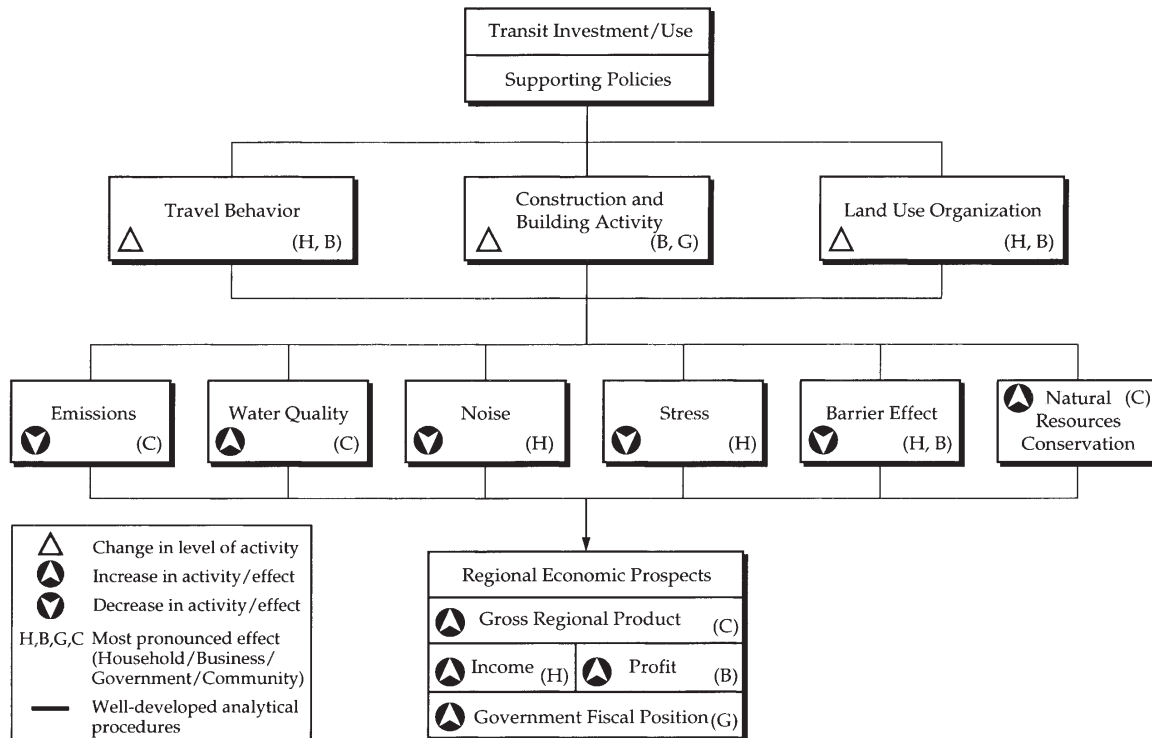 Transit Investment/Use
Supporting Policies
Travel Behavior
(H, B)
Construction and
Building Activity
(B, G)
Land Use Organization
(H, B)
Emissions
(C)
Water Quality
(C)
Noise
(H)
Stress
(H)
Barrier Effect
(H, B)
Natural (C)
Resources
Conservation
Change in level of activity
Increase in activity/effect
Decrease in activity/effect
H,B,G,C Most pronounced effect
(Household/Business/
Government/Community)
Well-developed analytical
procedures
Regional Economic Prospects
Gross Regional Product (C)
Income (H)
Profit (B)
Government Fiscal Position (G)